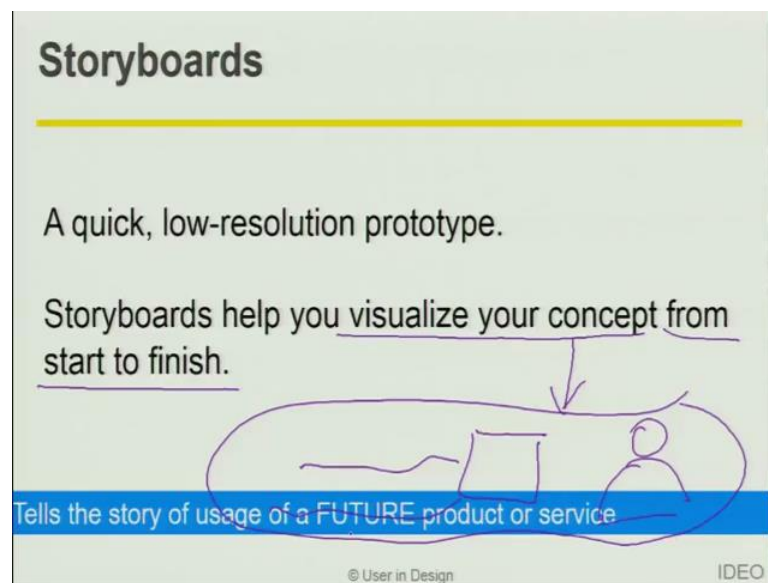 Storyboards
A quick, low-resolution prototype.
Storyboards help you visualize your concept from
start to finish.
Tells the story of usage of a FUTURE product or service
© User in Design
IDEO